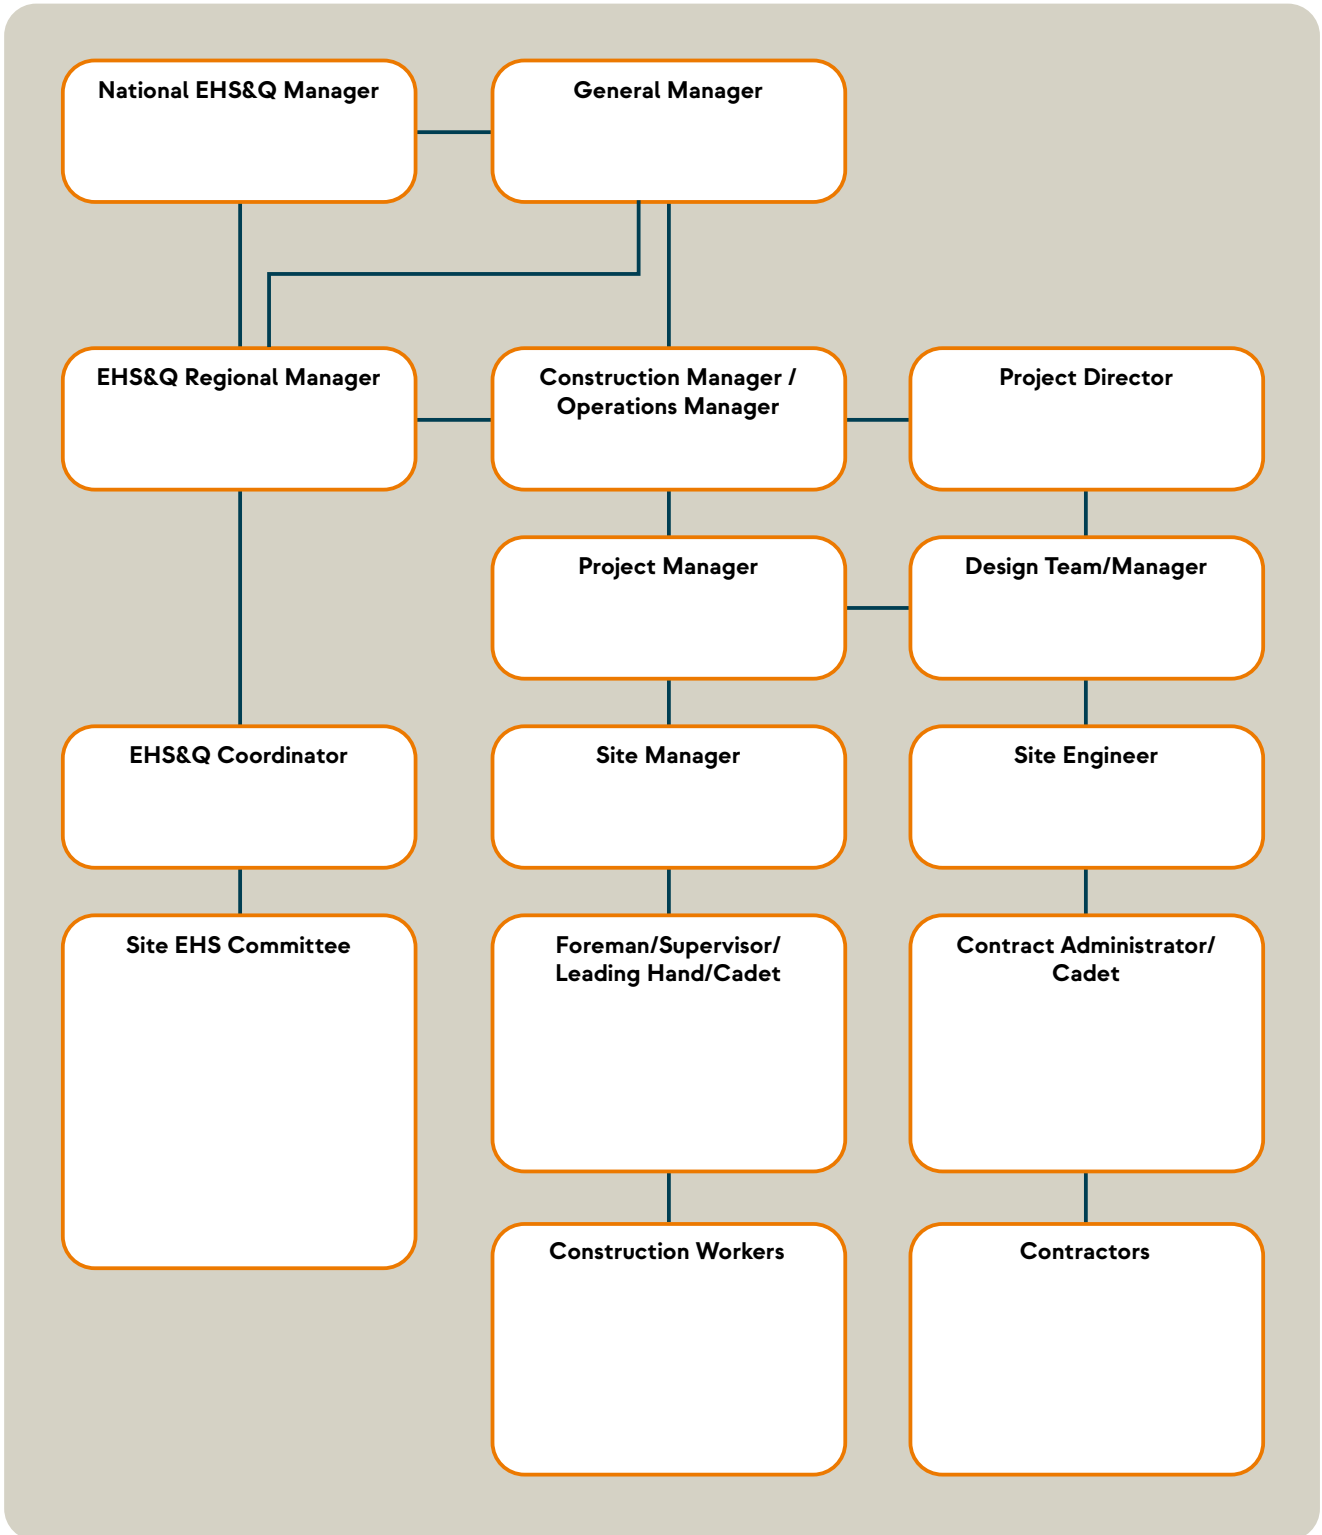 National EHS&Q Manager
General Manager
EHS&Q Regional Manager
Construction Manager /
Operations Manager
Project Director
Project Manager
Design Team/Manager
EHS&Q Coordinator
Site Manager
Site Engineer
Site EHS Committee
Foreman/Supervisor/
Leading Hand/Cadet
Contract Administrator/
Cadet
Construction Workers
Contractors